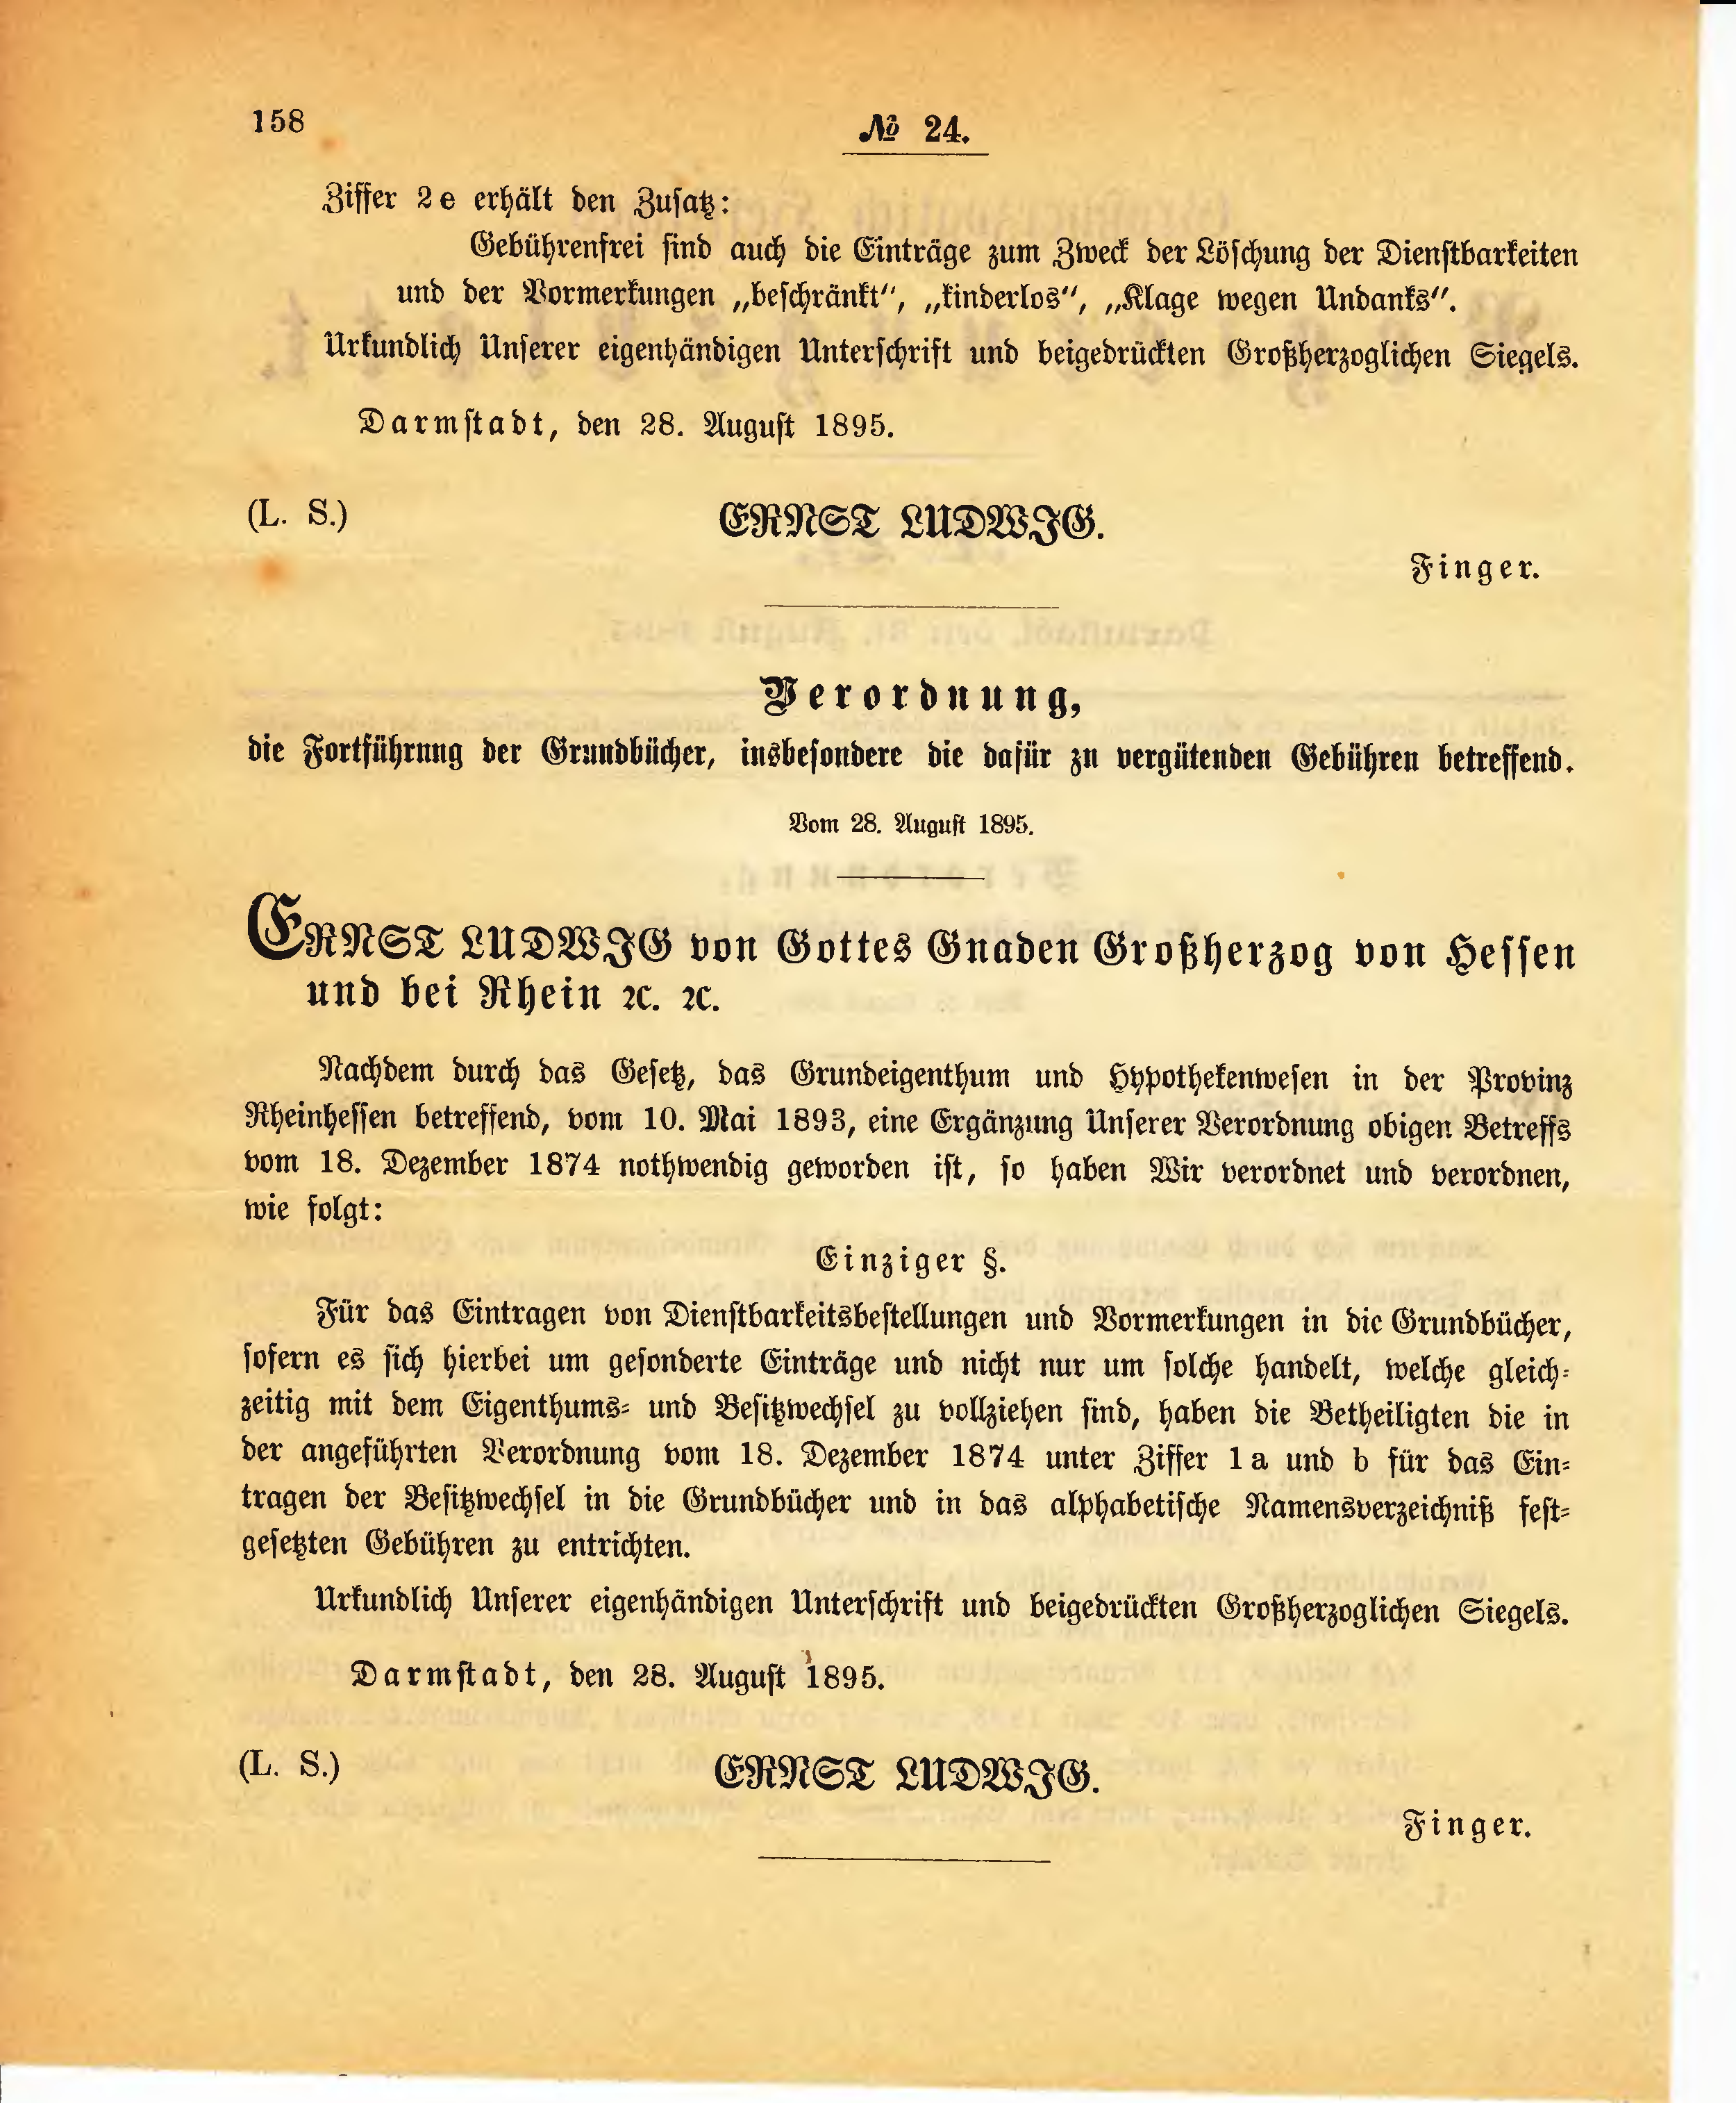 158
№ 24.
Ziffer 2e erhält den Zusatz:
Gebührenfrei sind auch die Einträge zum Zweck der Löschung der Dienstbarkeiten
und der Vormerkungen „beschränkt“, „kinderlos“, „Klage wegen Undanks“.
Urkundlich Unserer eigenhändigen Unterschrift und beigedrückten Großherzoglichen Siegels.
Darmstadt, den 28. August 1895.
(L. S.) ERNST LUDWIG.
Finger.
Verordnung,
die Fortführung der Grundbücher, insbesondere die dafür zu vergütenden Gebühren betreffend.
Vom 28. August 1895.
ERNST LUDWIG von Gottes Gnaden Großherzog von Hessen
und bei Rhein ꝛc. ꝛc.
Nachdem durch das Gesetz, das Grundeigenthum und Hypothekenwesen in der Provinz
Rheinhessen betreffend, vom 10. Mai 1893, eine Ergänzung Unserer Verordnung obigen Betreffs
vom 18. Dezember 1874 nothwendig geworden ist, so haben Wir verordnet und verordnen,
wie folgt:
Einziger §.
Für das Eintragen von Dienstbarkeitsbestellungen und Vormerkungen in die Grundbücher,
sofern es sich hierbei um gesonderte Einträge und nicht nur um solche handelt, welche gleich-
zeitig mit dem Eigenthums- und Besitzwechsel zu vollziehen sind, haben die Betheiligten die in
der angeführten Verordnung vom 18. Dezember 1874 unter Ziffer 1a und b für das Ein-
tragen der Besitzwechsel in die Grundbücher und in das alphabetische Namensverzeichniß fest-
gesetzten Gebühren zu entrichten.
Urkundlich Unserer eigenhändigen Unterschrift und beigedrückten Großherzoglichen Siegels.
Darmstadt, den 28. August 1895.
(L. S.) ERNST LUDWIG.
Finger.